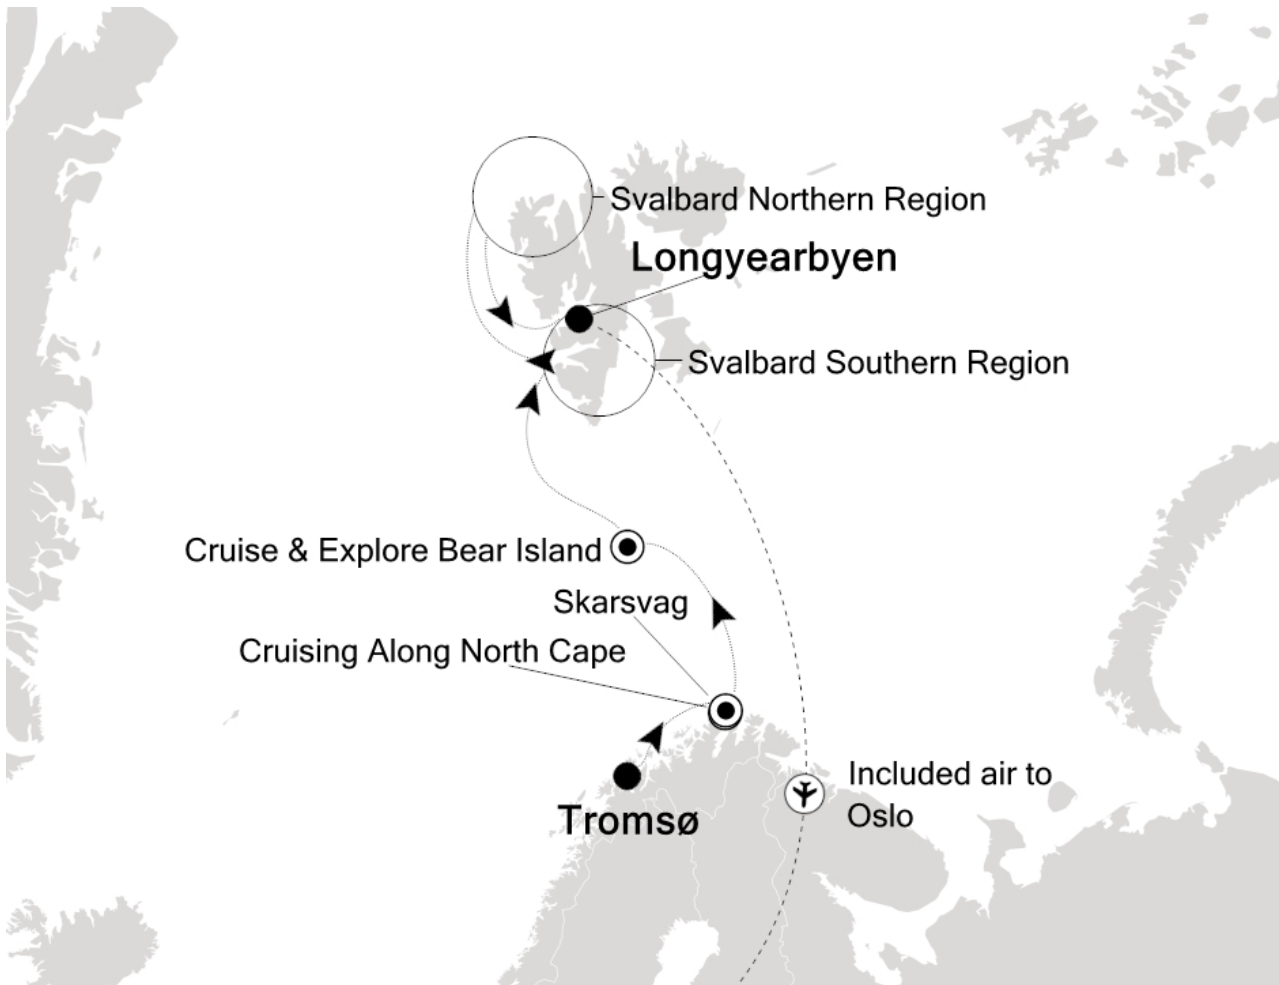 Svalbard Northern Region
Longyearbyen
Svalbard Southern Region
Cruise & Explore Bear Island
Skarsvag
Cruising Along North Cape
Included air to
Oslo
Tromsø